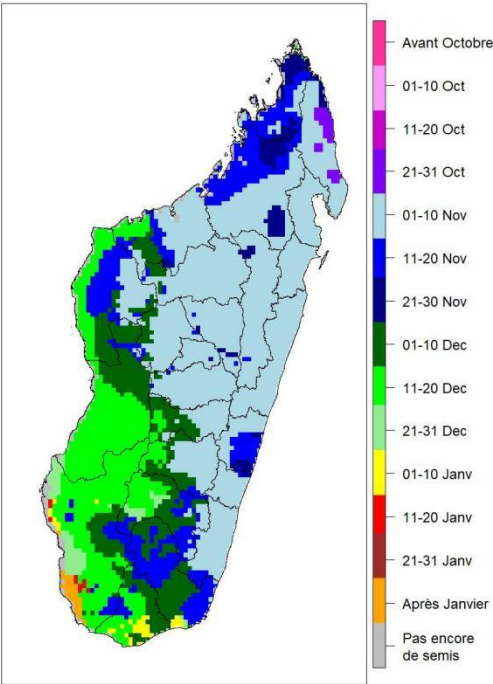 Avant Octobre
01-10 Oct
11-20 Oct
21-31 Oct
01-10 Nov
11-20 Nov
21-30 Nov
01-10 Dec
11-20 Dec
21-31 Dec
01-10 Janv
11-20 Janv
21-31 Janv
Après Janvier
Pas encore
de semis